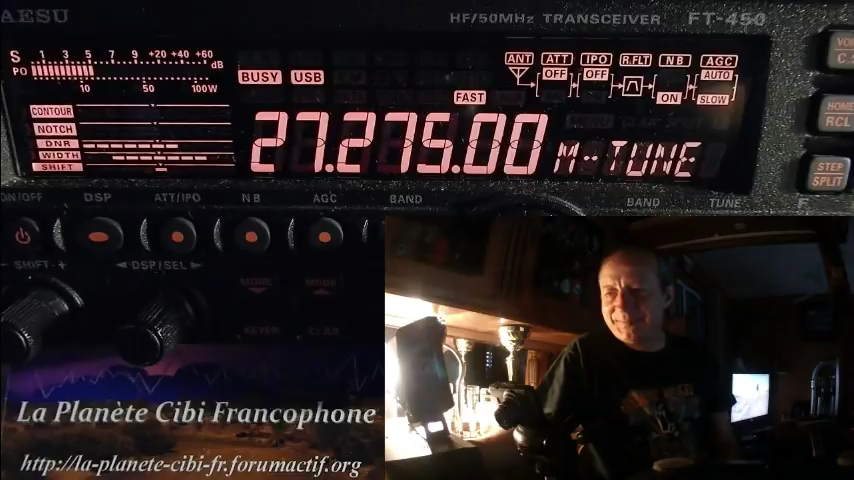 AESU
HF/50MHz TRANSCEIVER FT-450
S 1 3 5 7 9 +20 +40 +60 dB
PO 10 50 100W
BUSY USB
FAST
ANT ATT IPO R.FLT NB AGC
OFF OFF AUTO
ON SLOW
CONTOUR
NOTCH
DNR
WIDTH
SHIFT
27.275.00 M-TUNE
HOME
RCL
STEP
SPLIT
ON/OFF DSP ATT/IPO NB AGC BAND BAND TUNE F
- SHIFT + ◄DSP/SEL►
MODE MODE
La Planète Cibi Francophone
http://la-planete-cibi-fr.forumactif.org